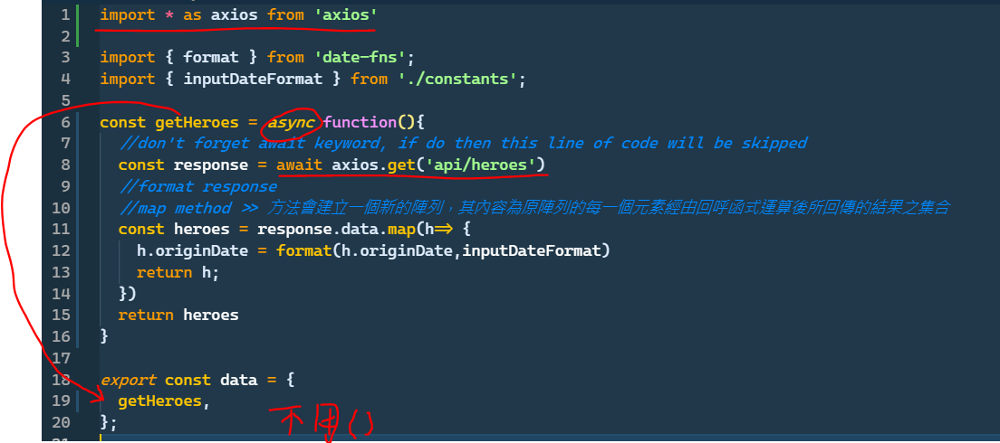 1 import * as axios from 'axios'
2
3 import { format } from 'date-fns';
4 import { inputDateFormat } from './constants';
5
6 const getHeroes = async function(){
7 //don't forget await keyword, if do then this line of code will be skipped
8 const response = await axios.get('api/heroes')
9 //format response
10 //map method >> 方法會建立一個新的陣列，其內容為原陣列的每一個元素經由回呼函式運算後所回傳的結果之集合
11 const heroes = response.data.map(h=> {
12 h.originDate = format(h.originDate,inputDateFormat)
13 return h;
14 })
15 return heroes
16 }
17
18 export const data = {
19 getHeroes,
20 };
不用()
21